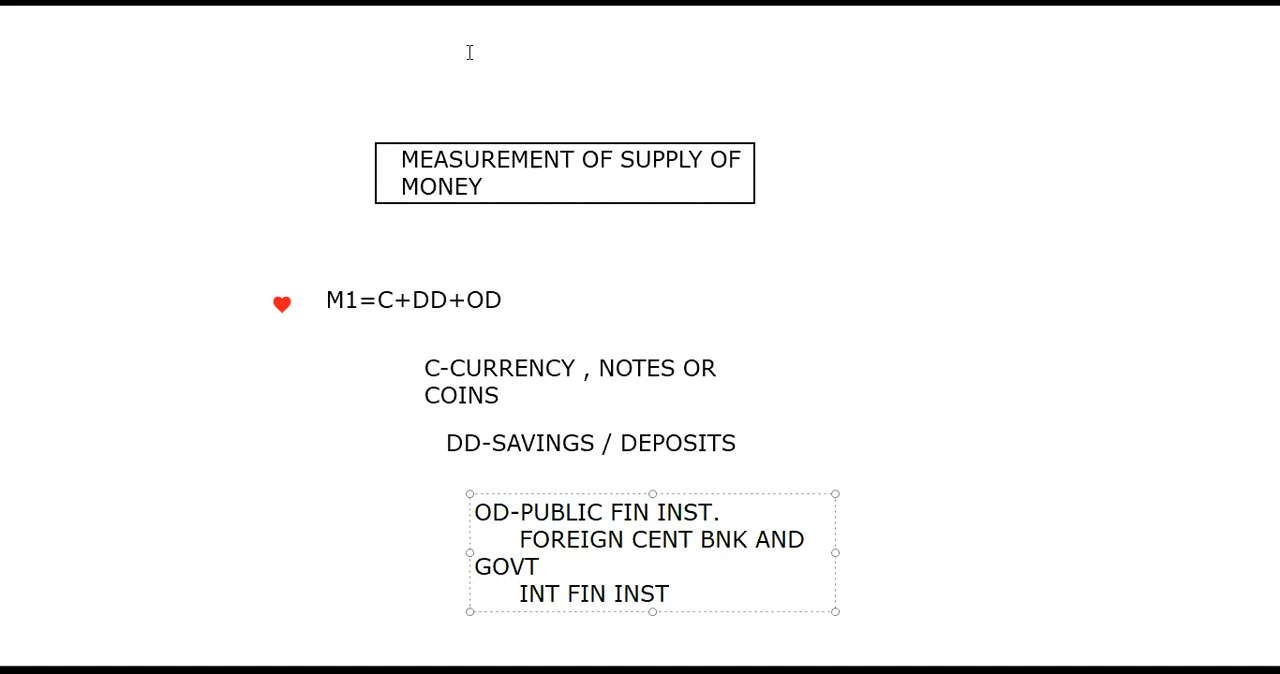 MEASUREMENT OF SUPPLY OF
MONEY
M1=C+DD+OD
C-CURRENCY , NOTES OR
COINS
DD-SAVINGS / DEPOSITS
OD-PUBLIC FIN INST.
FOREIGN CENT BNK AND
GOVT
INT FIN INST